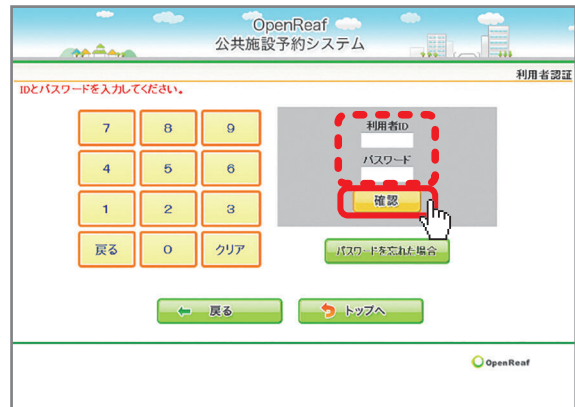 OpenReaf
公共施設予約システム
利用者認証
IDとパスワードを入力してください。
7 8 9
4 5 6
1 2 3
戻る 0 クリア
利用者ID
パスワード
確認
パスワードを忘れた場合
戻る
トップへ
OpenReaf